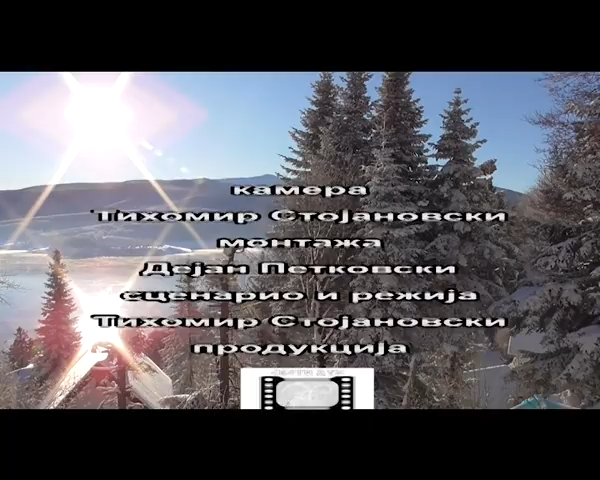 камера
Тихомир Стојановски
монтажа
Дејан Петковски
сценарио и режија
Тихомир Стојановски
продукција